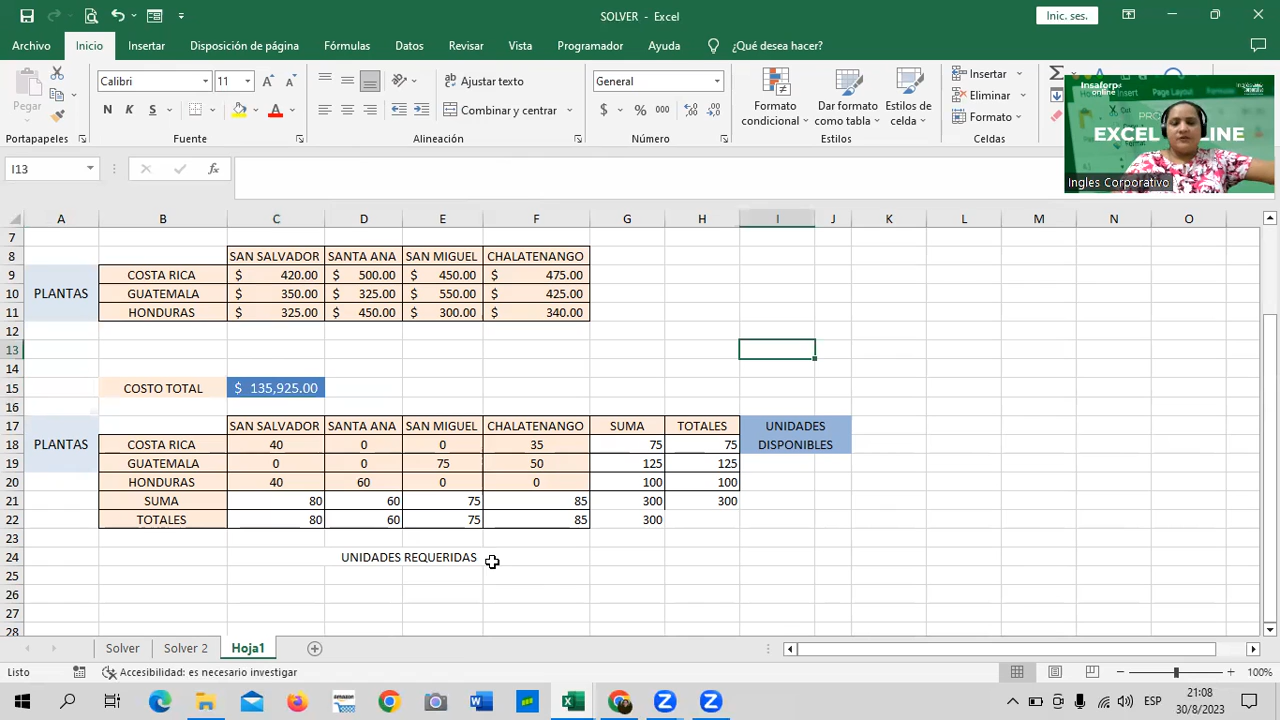 SOLVER - Excel
Inic. ses.
Archivo Inicio Insertar Disposición de página Fórmulas Datos Revisar Vista Programador Ayuda ¿Qué desea hacer?
Pegar
Calibri 11
N K S
Ajustar texto
Combinar y centrar
General
$ % 000
Formato condicional
Dar formato como tabla
Estilos de celda
Insertar
Eliminar
Formato
Portapapeles Fuente Alineación Número Estilos Celdas
Insaforp online
EXCEL
LINE
Ingles Corporativo
I13
A B C D E F G H I J K L M N O
7
8 SAN SALVADOR SANTA ANA SAN MIGUEL CHALATENANGO
9 COSTA RICA $ 420.00 $ 500.00 $ 450.00 $ 475.00
10 PLANTAS GUATEMALA $ 350.00 $ 325.00 $ 550.00 $ 425.00
11 HONDURAS $ 325.00 $ 450.00 $ 300.00 $ 340.00
12
13
14
15 COSTO TOTAL $ 135,925.00
16
17 SAN SALVADOR SANTA ANA SAN MIGUEL CHALATENANGO SUMA TOTALES UNIDADES
18 PLANTAS COSTA RICA 40 0 0 35 75 75 DISPONIBLES
19 GUATEMALA 0 0 75 50 125 125
20 HONDURAS 40 60 0 0 100 100
21 SUMA 80 60 75 85 300 300
22 TOTALES 80 60 75 85 300
23
24 UNIDADES REQUERIDAS
25
26
27
28
Solver Solver 2 Hoja1
Listo Accesibilidad: es necesario investigar 100%
ESP
21:08
30/8/2023